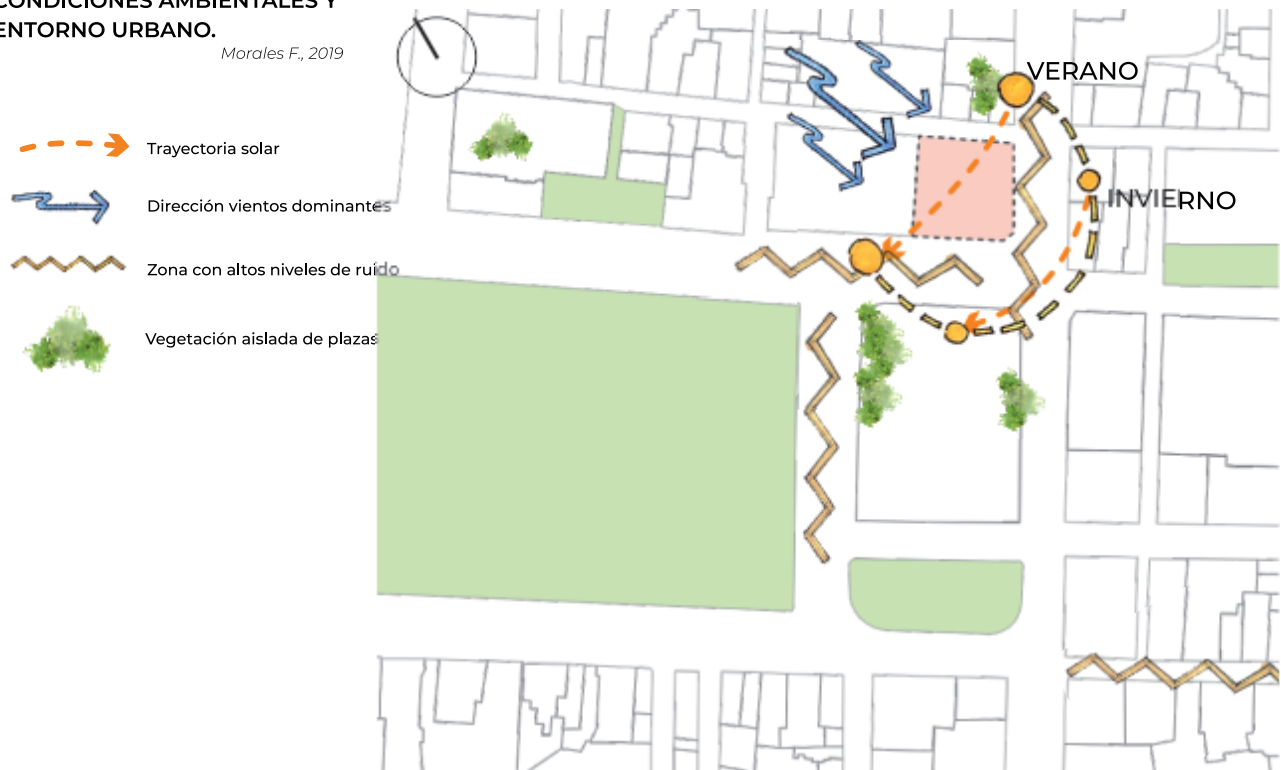 CONDICIONES AMBIENTALES Y
ENTORNO URBANO.
Morales F., 2019
Trayectoria solar
Dirección vientos dominantes
Zona con altos niveles de ruido
Vegetación aislada de plazas
VERANO
INVIERNO